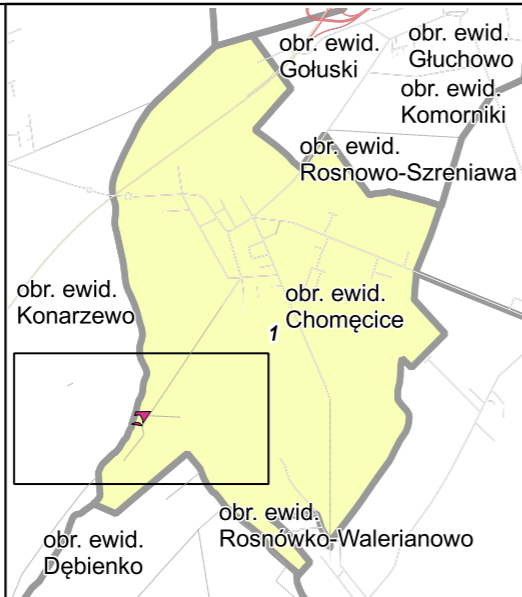 obr. ewid.
Gołuski
obr. ewid.
Głuchowo
obr. ewid.
Komorniki
obr. ewid.
Rosnowo-Szreniawa
obr. ewid.
Konarzewo
obr. ewid.
Chomęcice
1
obr. ewid.
Rosnówko-Walerianowo
obr. ewid.
Dębienko